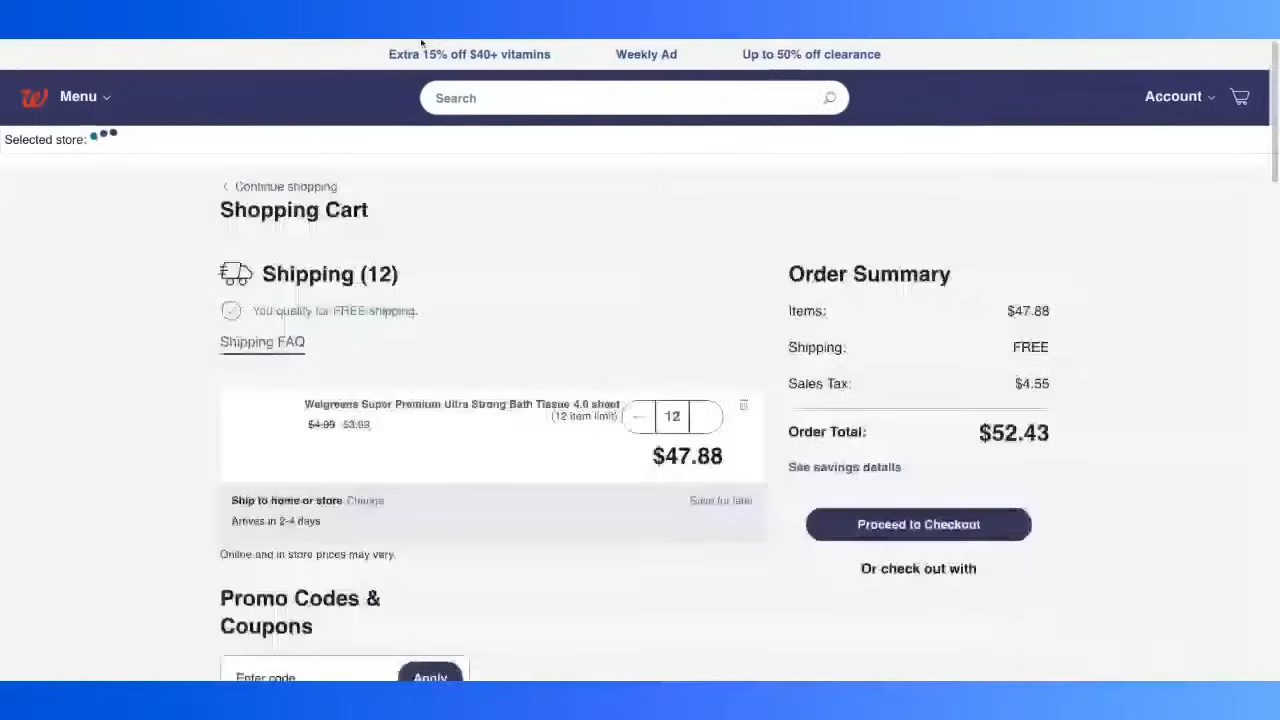 Extra 15% off $40+ vitamins
Weekly Ad
Up to 50% off clearance
Menu
Search
Account
Selected store:
Continue shopping
Shopping Cart
Shipping (12)
You qualify for FREE shipping.
Shipping FAQ
Walgreens Super Premium Ultra Strong Bath Tissue 4.0 sheet
(12 item limit)
12
$4.99 $3.99
$47.88
Ship to home or store Change
Save for later
Arrives in 2-4 days
Online and in store prices may vary.
Promo Codes &
Coupons
Enter code
Apply
Order Summary
Items: $47.88
Shipping: FREE
Sales Tax: $4.55
Order Total: $52.43
See savings details
Proceed to Checkout
Or check out with